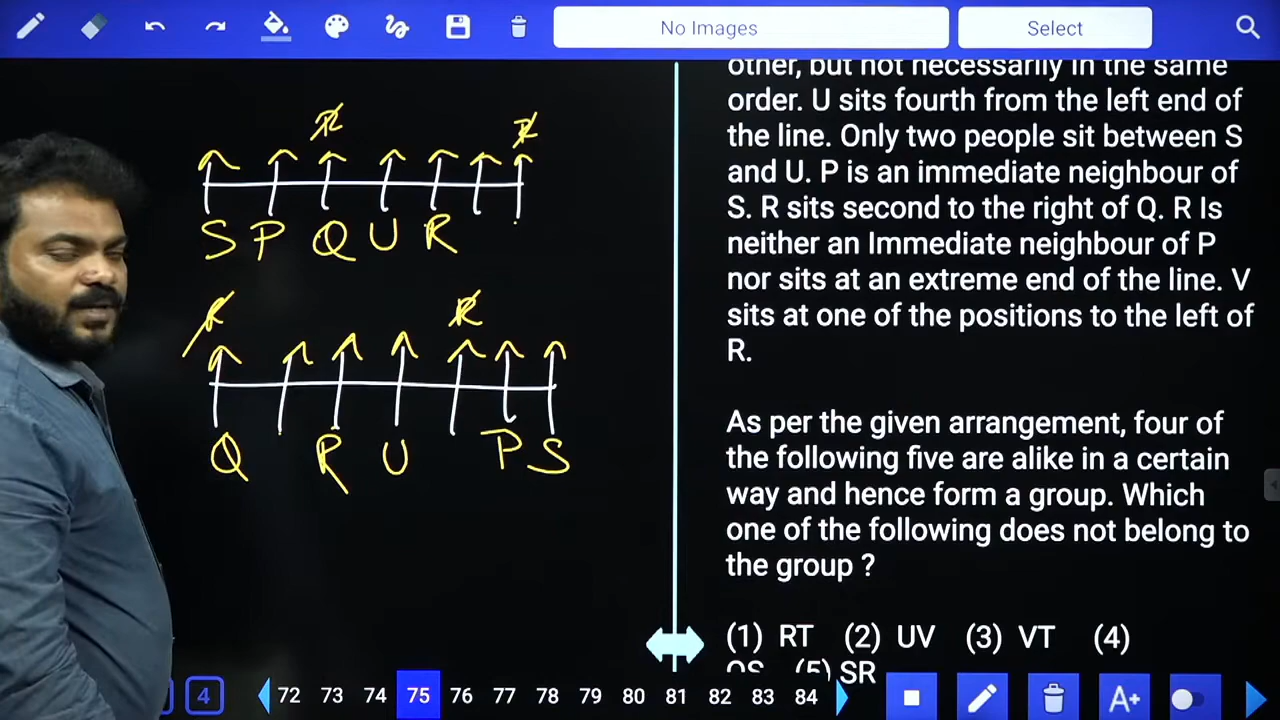 No Images
Select
other, but not necessarily in the same
order. U sits fourth from the left end of
the line. Only two people sit between S
and U. P is an immediate neighbour of
S. R sits second to the right of Q. R Is
neither an Immediate neighbour of P
nor sits at an extreme end of the line. V
sits at one of the positions to the left of
R.
As per the given arrangement, four of
the following five are alike in a certain
way and hence form a group. Which
one of the following does not belong to
the group ?
(1) RT (2) UV (3) VT (4)
QS (5) SR
R R
S P Q U R
R R
Q R U P S
4 72 73 74 75 76 77 78 79 80 81 82 83 84
A+